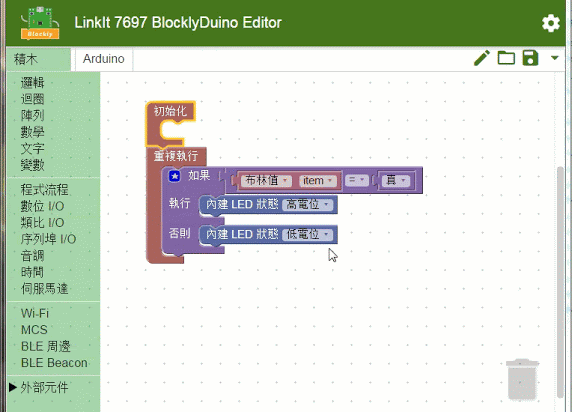 LinkIt 7697 BlocklyDuino Editor
Blockly
積木
Arduino
邏輯
迴圈
陣列
數學
文字
變數
程式流程
數位 I/O
類比 I/O
序列埠 I/O
音調
時間
伺服馬達
Wi-Fi
MCS
BLE 周邊
BLE Beacon
外部元件
初始化
重複執行
如果 布林值 item = 真
執行 內建 LED 狀態 高電位
否則 內建 LED 狀態 低電位